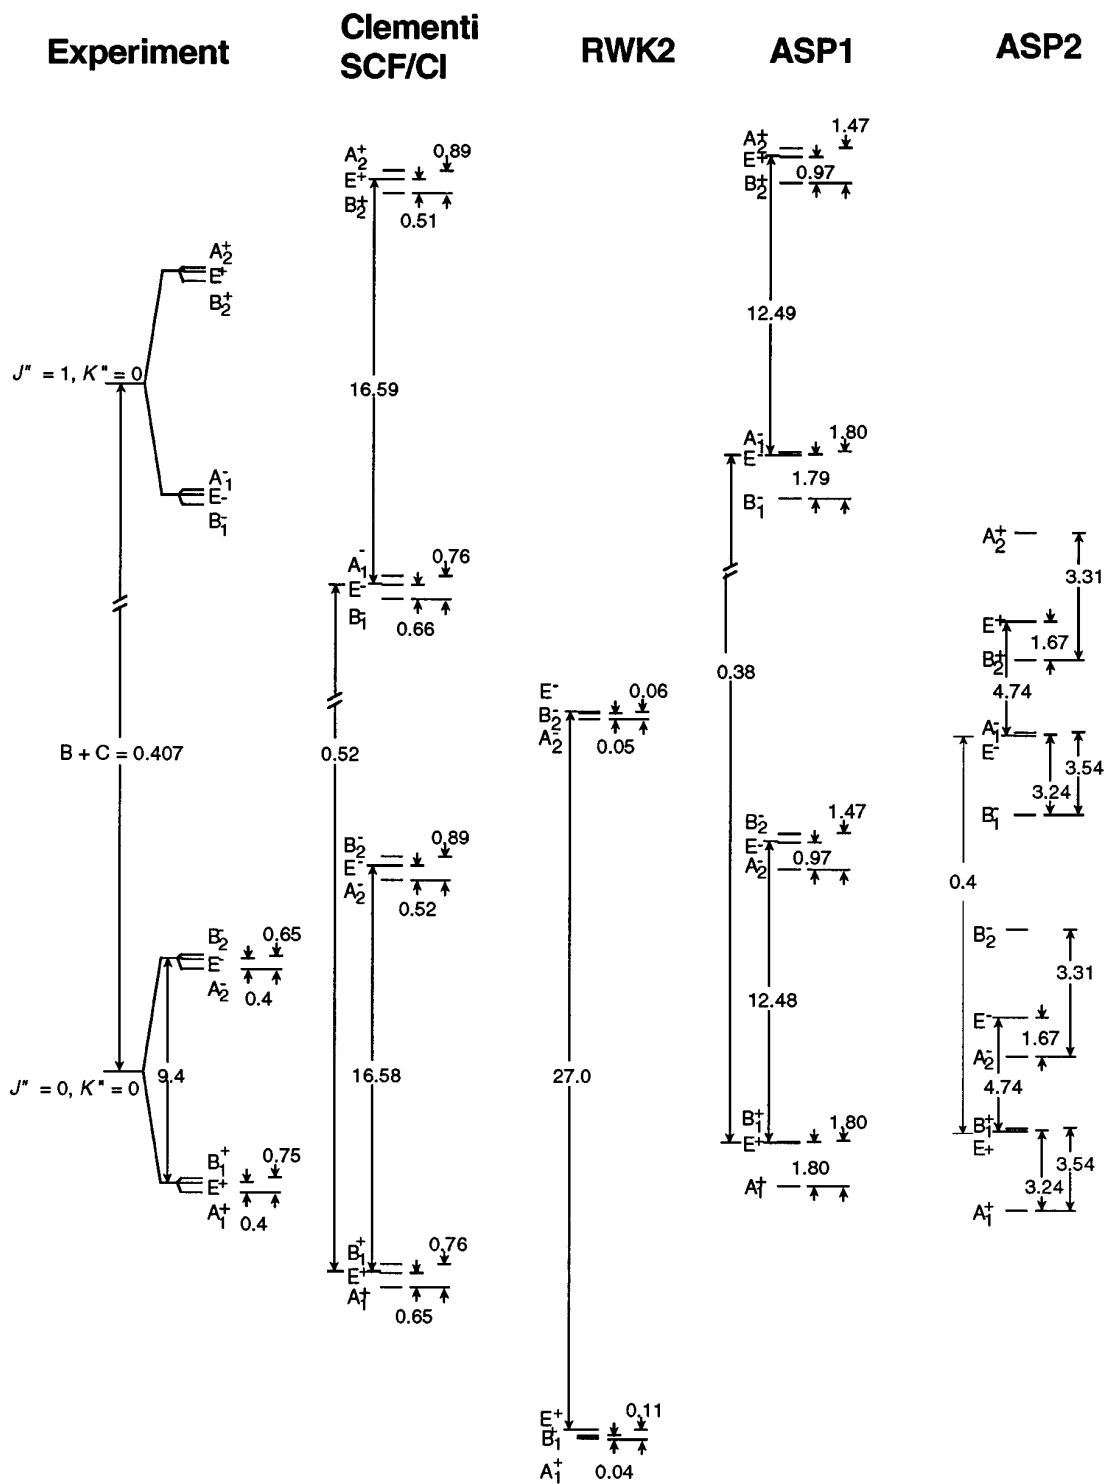 Experiment
Clementi
SCF/CI
RWK2
ASP1
ASP2
A₂⁺
E⁺
B₂⁺
J" = 1, K" = 0
A₁⁻
E⁻
B₁⁻
B + C = 0.407
B₂⁻ 0.65
E⁻
A₂⁻ 0.4
J" = 0, K" = 0
9.4
B₁⁺ 0.75
E⁺
A₁⁺ 0.4
A₂⁺ 0.89
E⁺
B₂⁺ 0.51
16.59
A₁⁻ 0.76
E⁻
B₁⁻ 0.66
0.52
B₂⁻ 0.89
E⁻
A₂⁻ 0.52
16.58
B₁⁺ 0.76
E⁺
A₁⁺ 0.65
E⁻ 0.06
B₂⁻
A₂⁻ 0.05
27.0
E⁺ 0.11
B₁⁺
A₁⁺ 0.04
A₂⁺ 1.47
E⁺ 0.97
B₂⁺
12.49
A₁⁻ 1.80
E⁻ 1.79
B₁⁻
0.38
B₂⁻ 1.47
E⁻ 0.97
A₂⁻
12.48
B₁⁺ 1.80
E⁺ 1.80
A₁⁺
A₂⁺
3.31
E⁺ 1.67
B₂⁺
4.74
A₁⁻
E⁻ 3.54
3.24
B₁⁻
0.4
B₂⁻
3.31
E⁻ 1.67
A₂⁻
4.74
B₁⁺
E⁺ 3.54
3.24
A₁⁺